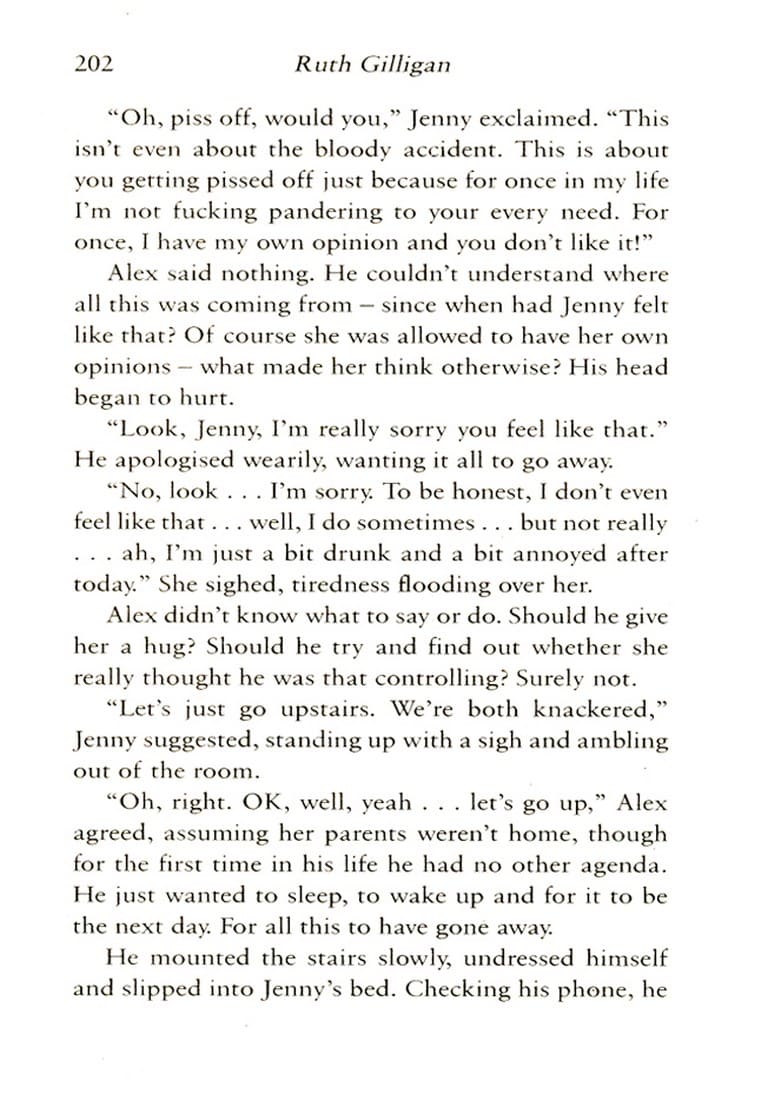 202 Ruth Gilligan
“Oh, piss off, would you,” Jenny exclaimed. “This
isn’t even about the bloody accident. This is about
you getting pissed off just because for once in my life
I’m not fucking pandering to your every need. For
once, I have my own opinion and you don’t like it!”
Alex said nothing. He couldn’t understand where
all this was coming from – since when had Jenny felt
like that? Of course she was allowed to have her own
opinions – what made her think otherwise? His head
began to hurt.
“Look, Jenny, I’m really sorry you feel like that.”
He apologised wearily, wanting it all to go away.
“No, look . . . I’m sorry. To be honest, I don’t even
feel like that . . . well, I do sometimes . . . but not really
. . . ah, I’m just a bit drunk and a bit annoyed after
today.” She sighed, tiredness flooding over her.
Alex didn’t know what to say or do. Should he give
her a hug? Should he try and find out whether she
really thought he was that controlling? Surely not.
“Let’s just go upstairs. We’re both knackered,”
Jenny suggested, standing up with a sigh and ambling
out of the room.
“Oh, right. OK, well, yeah . . . let’s go up,” Alex
agreed, assuming her parents weren’t home, though
for the first time in his life he had no other agenda.
He just wanted to sleep, to wake up and for it to be
the next day. For all this to have gone away.
He mounted the stairs slowly, undressed himself
and slipped into Jenny’s bed. Checking his phone, he